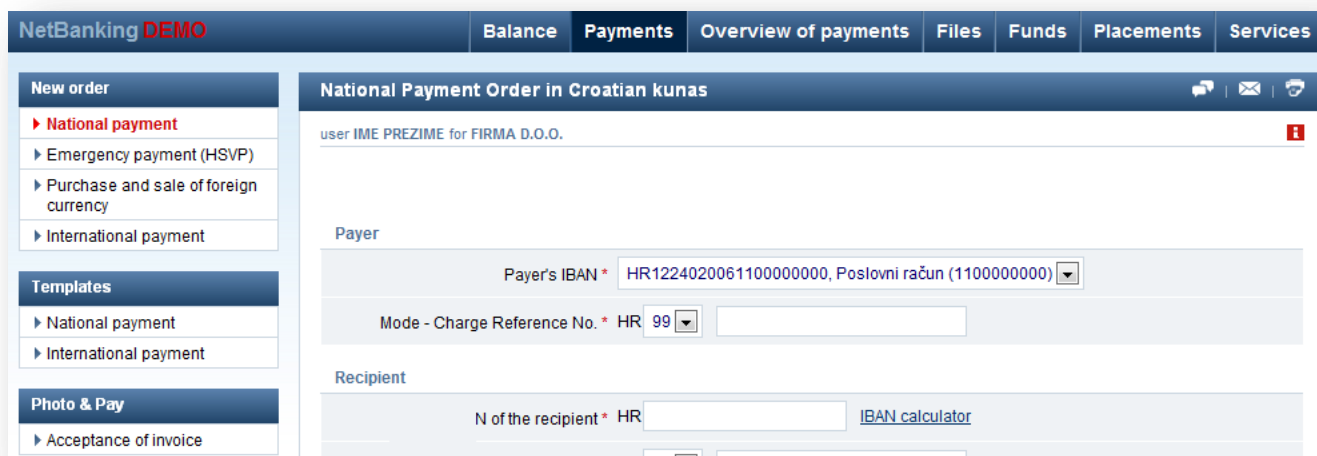 NetBanking DEMO
Balance Payments Overview of payments Files Funds Placements Services
New order
National payment
Emergency payment (HSVP)
Purchase and sale of foreign
currency
International payment
Templates
National payment
International payment
Photo & Pay
Acceptance of invoice
National Payment Order in Croatian kunas
user IME PREZIME for FIRMA D.O.O.
Payer
Payer's IBAN * HR1224020061100000000, Poslovni račun (1100000000)
Mode - Charge Reference No. * HR 99
Recipient
N of the recipient * HR IBAN calculator